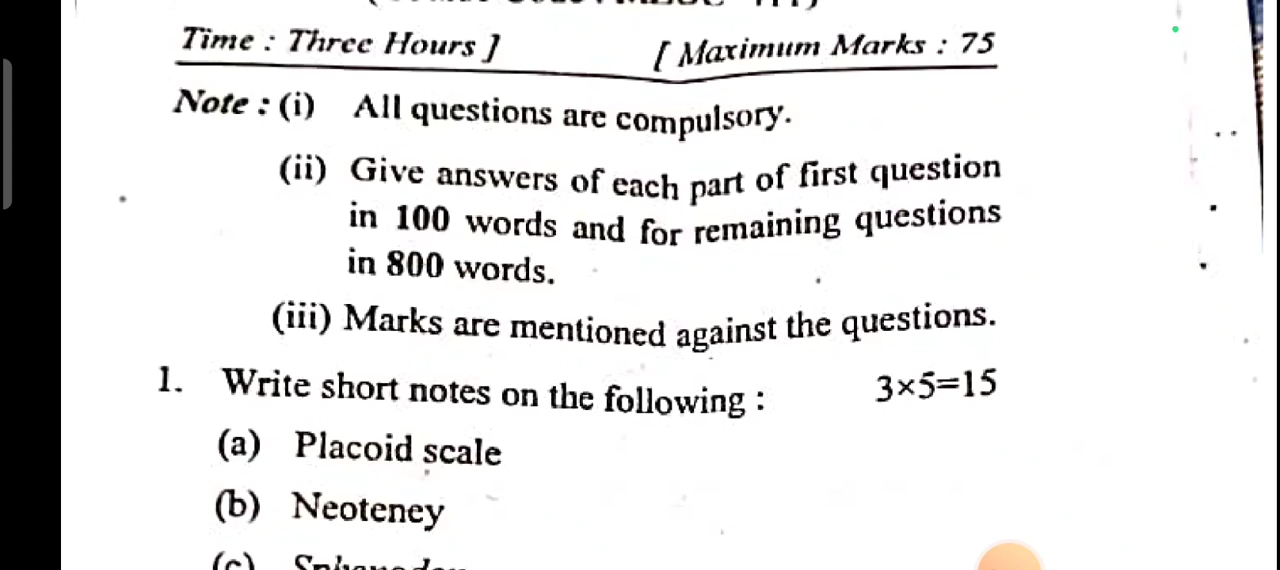 Time : Three Hours ] [ Maximum Marks : 75
Note : (i) All questions are compulsory.
(ii) Give answers of each part of first question
in 100 words and for remaining questions
in 800 words.
(iii) Marks are mentioned against the questions.
1. Write short notes on the following : 3×5=15
(a) Placoid scale
(b) Neoteney
(c)